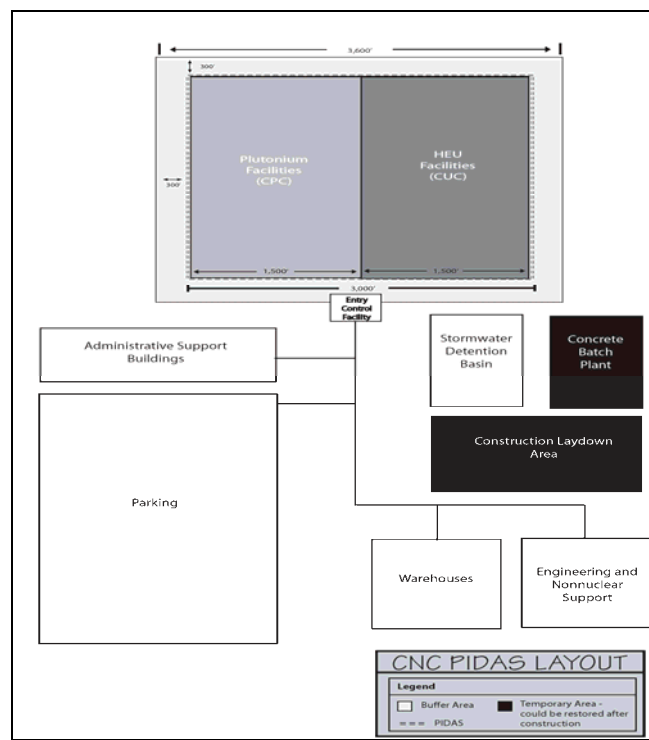 3,600'
300'
Plutonium
Facilities
(CPC)
HEU
Facilities
(CUC)
300'
1,500'
1,500'
3,000'
Entry
Control
Facility
Administrative Support
Buildings
Stormwater
Detention
Basin
Concrete
Batch
Plant
Construction Laydown
Area
Parking
Warehouses
Engineering and
Nonnuclear
Support
CNC PIDAS LAYOUT
Legend
Buffer Area
Temporary Area -
could be restored after
construction
PIDAS